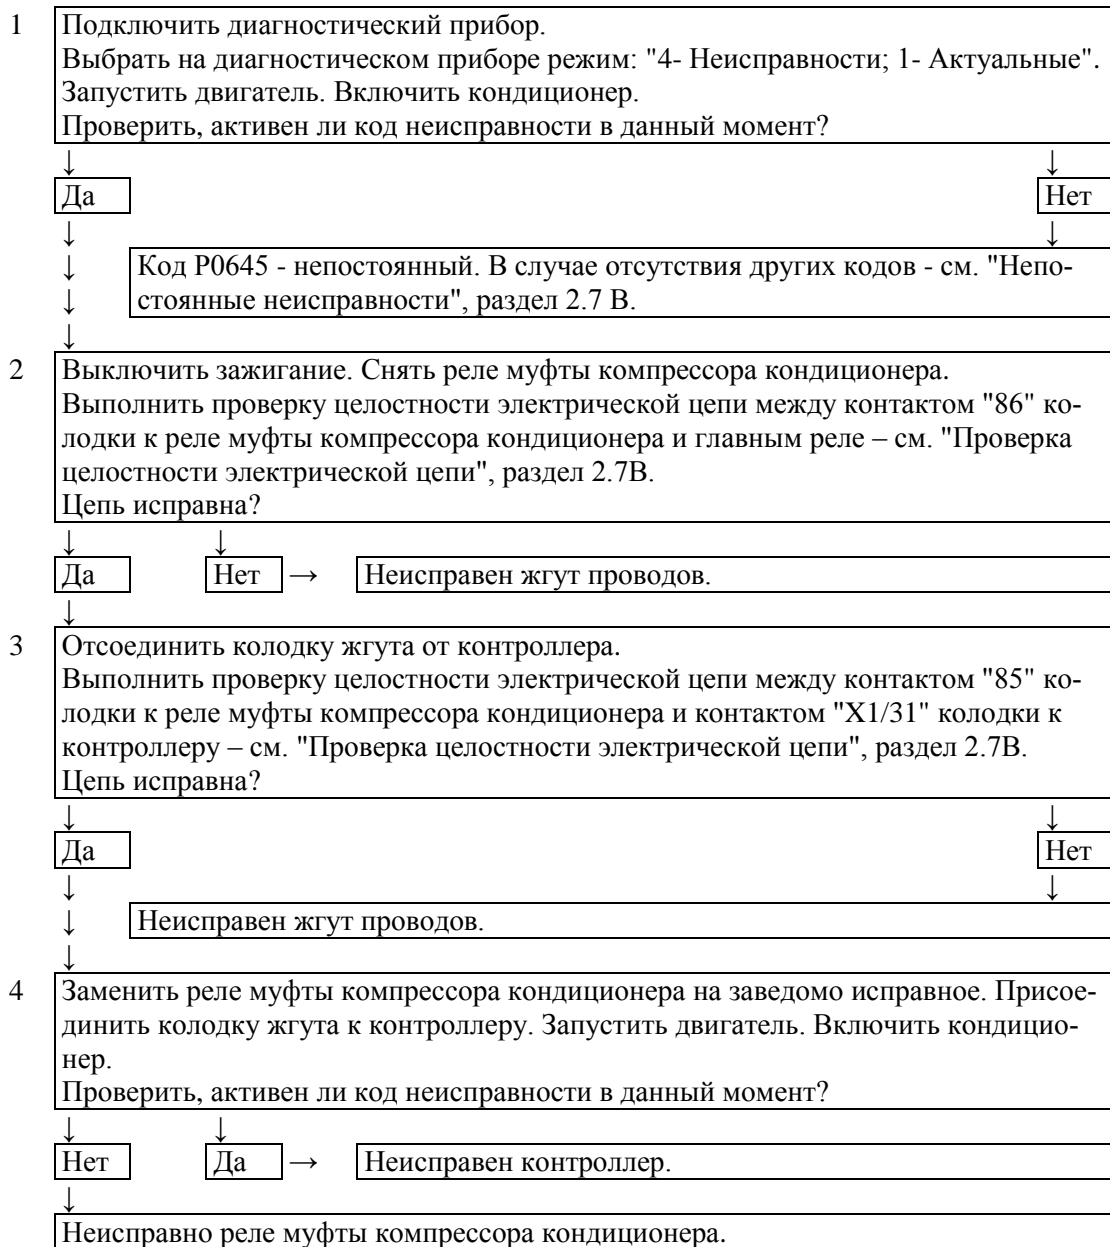 1 Подключить диагностический прибор.
Выбрать на диагностическом приборе режим: "4- Неисправности; 1- Актуальные".
Запустить двигатель. Включить кондиционер.
Проверить, активен ли код неисправности в данный момент?
↓ ↓
Да Нет
↓ ↓
↓ Код Р0645 - непостоянный. В случае отсутствия других кодов - см. "Непо-
↓ стоянные неисправности", раздел 2.7 В.
↓
2 Выключить зажигание. Снять реле муфты компрессора кондиционера.
Выполнить проверку целостности электрической цепи между контактом "86" ко-
лодки к реле муфты компрессора кондиционера и главным реле – см. "Проверка
целостности электрической цепи", раздел 2.7В.
Цепь исправна?
↓ ↓
Да Нет → Неисправен жгут проводов.
↓
3 Отсоединить колодку жгута от контроллера.
Выполнить проверку целостности электрической цепи между контактом "85" ко-
лодки к реле муфты компрессора кондиционера и контактом "Х1/31" колодки к
контроллеру – см. "Проверка целостности электрической цепи", раздел 2.7В.
Цепь исправна?
↓ ↓
Да Нет
↓ ↓
↓ Неисправен жгут проводов.
↓
4 Заменить реле муфты компрессора кондиционера на заведомо исправное. Присое-
динить колодку жгута к контроллеру. Запустить двигатель. Включить кондицио-
нер.
Проверить, активен ли код неисправности в данный момент?
↓ ↓
Нет Да → Неисправен контроллер.
↓
Неисправно реле муфты компрессора кондиционера.